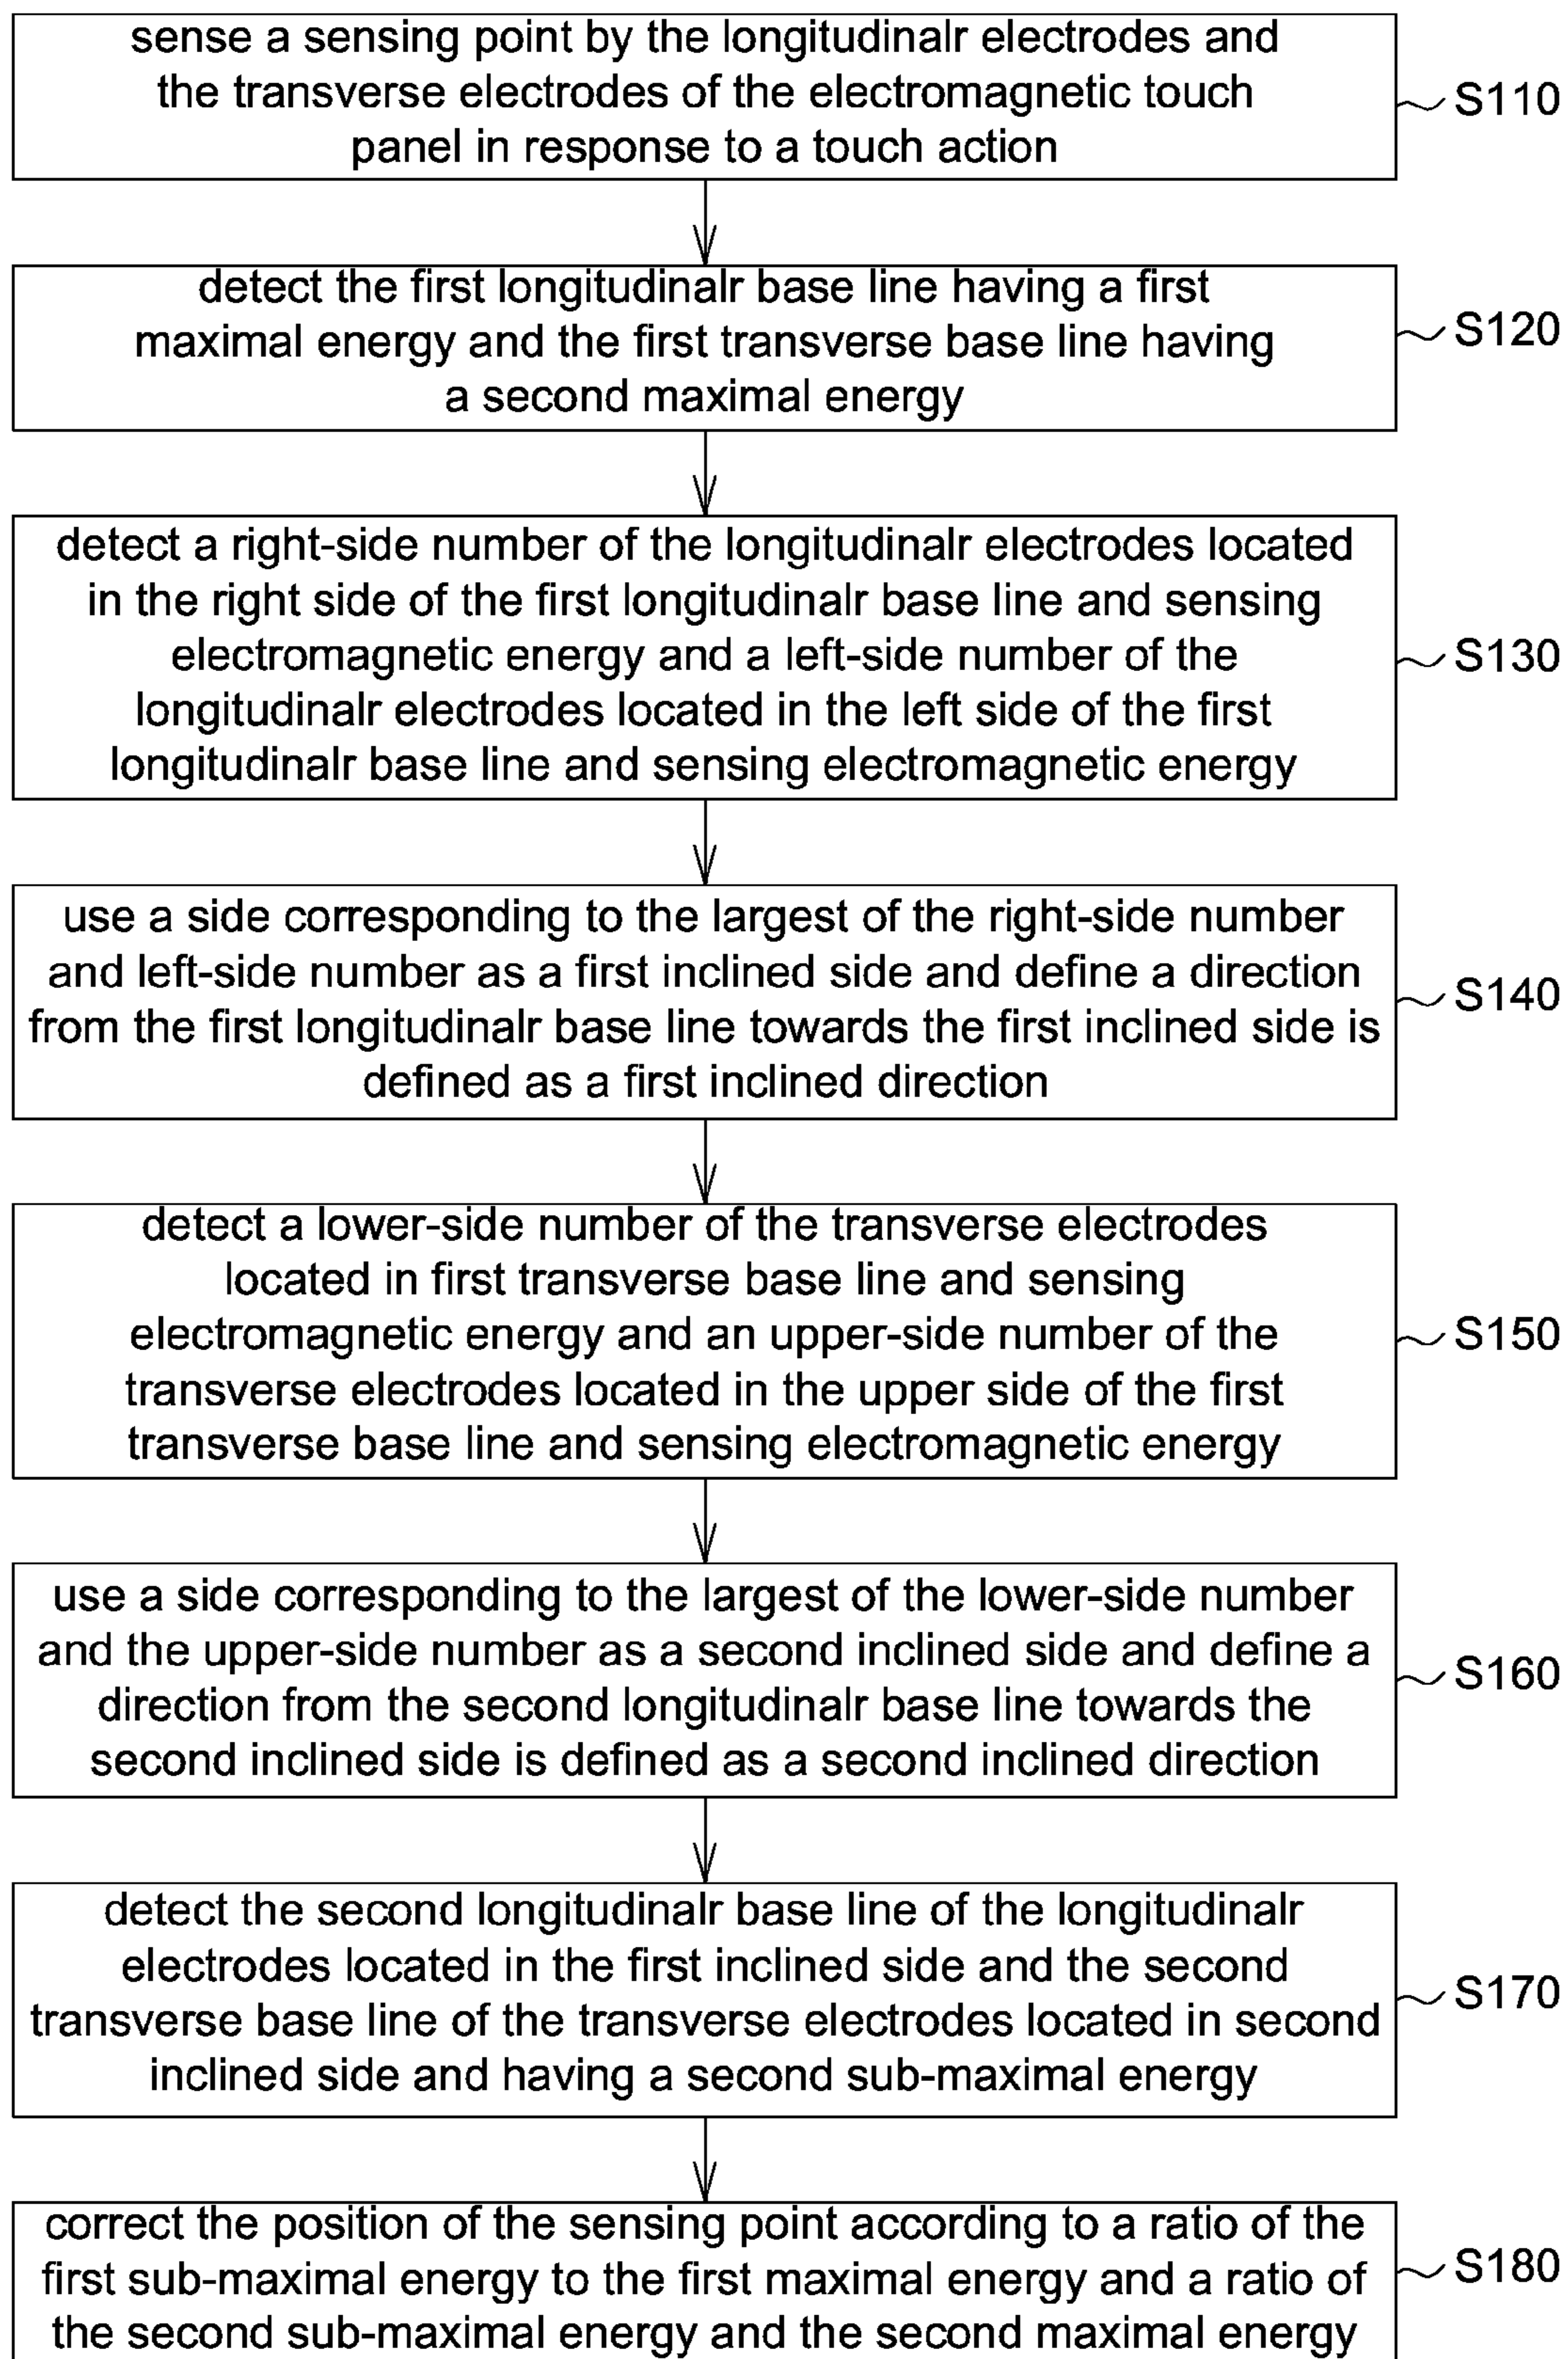 sense a sensing point by the longitudinalr electrodes and
the transverse electrodes of the electromagnetic touch
panel in response to a touch action
S110
detect the first longitudinalr base line having a first
maximal energy and the first transverse base line having
a second maximal energy
S120
detect a right-side number of the longitudinalr electrodes located
in the right side of the first longitudinalr base line and sensing
electromagnetic energy and a left-side number of the
longitudinalr electrodes located in the left side of the first
longitudinalr base line and sensing electromagnetic energy
S130
use a side corresponding to the largest of the right-side number
and left-side number as a first inclined side and define a direction
from the first longitudinalr base line towards the first inclined side is
defined as a first inclined direction
S140
detect a lower-side number of the transverse electrodes
located in first transverse base line and sensing
electromagnetic energy and an upper-side number of the
transverse electrodes located in the upper side of the first
transverse base line and sensing electromagnetic energy
S150
use a side corresponding to the largest of the lower-side number
and the upper-side number as a second inclined side and define a
direction from the second longitudinalr base line towards the
second inclined side is defined as a second inclined direction
S160
detect the second longitudinalr base line of the longitudinalr
electrodes located in the first inclined side and the second
transverse base line of the transverse electrodes located in second
inclined side and having a second sub-maximal energy
S170
correct the position of the sensing point according to a ratio of the
first sub-maximal energy to the first maximal energy and a ratio of
the second sub-maximal energy and the second maximal energy
S180